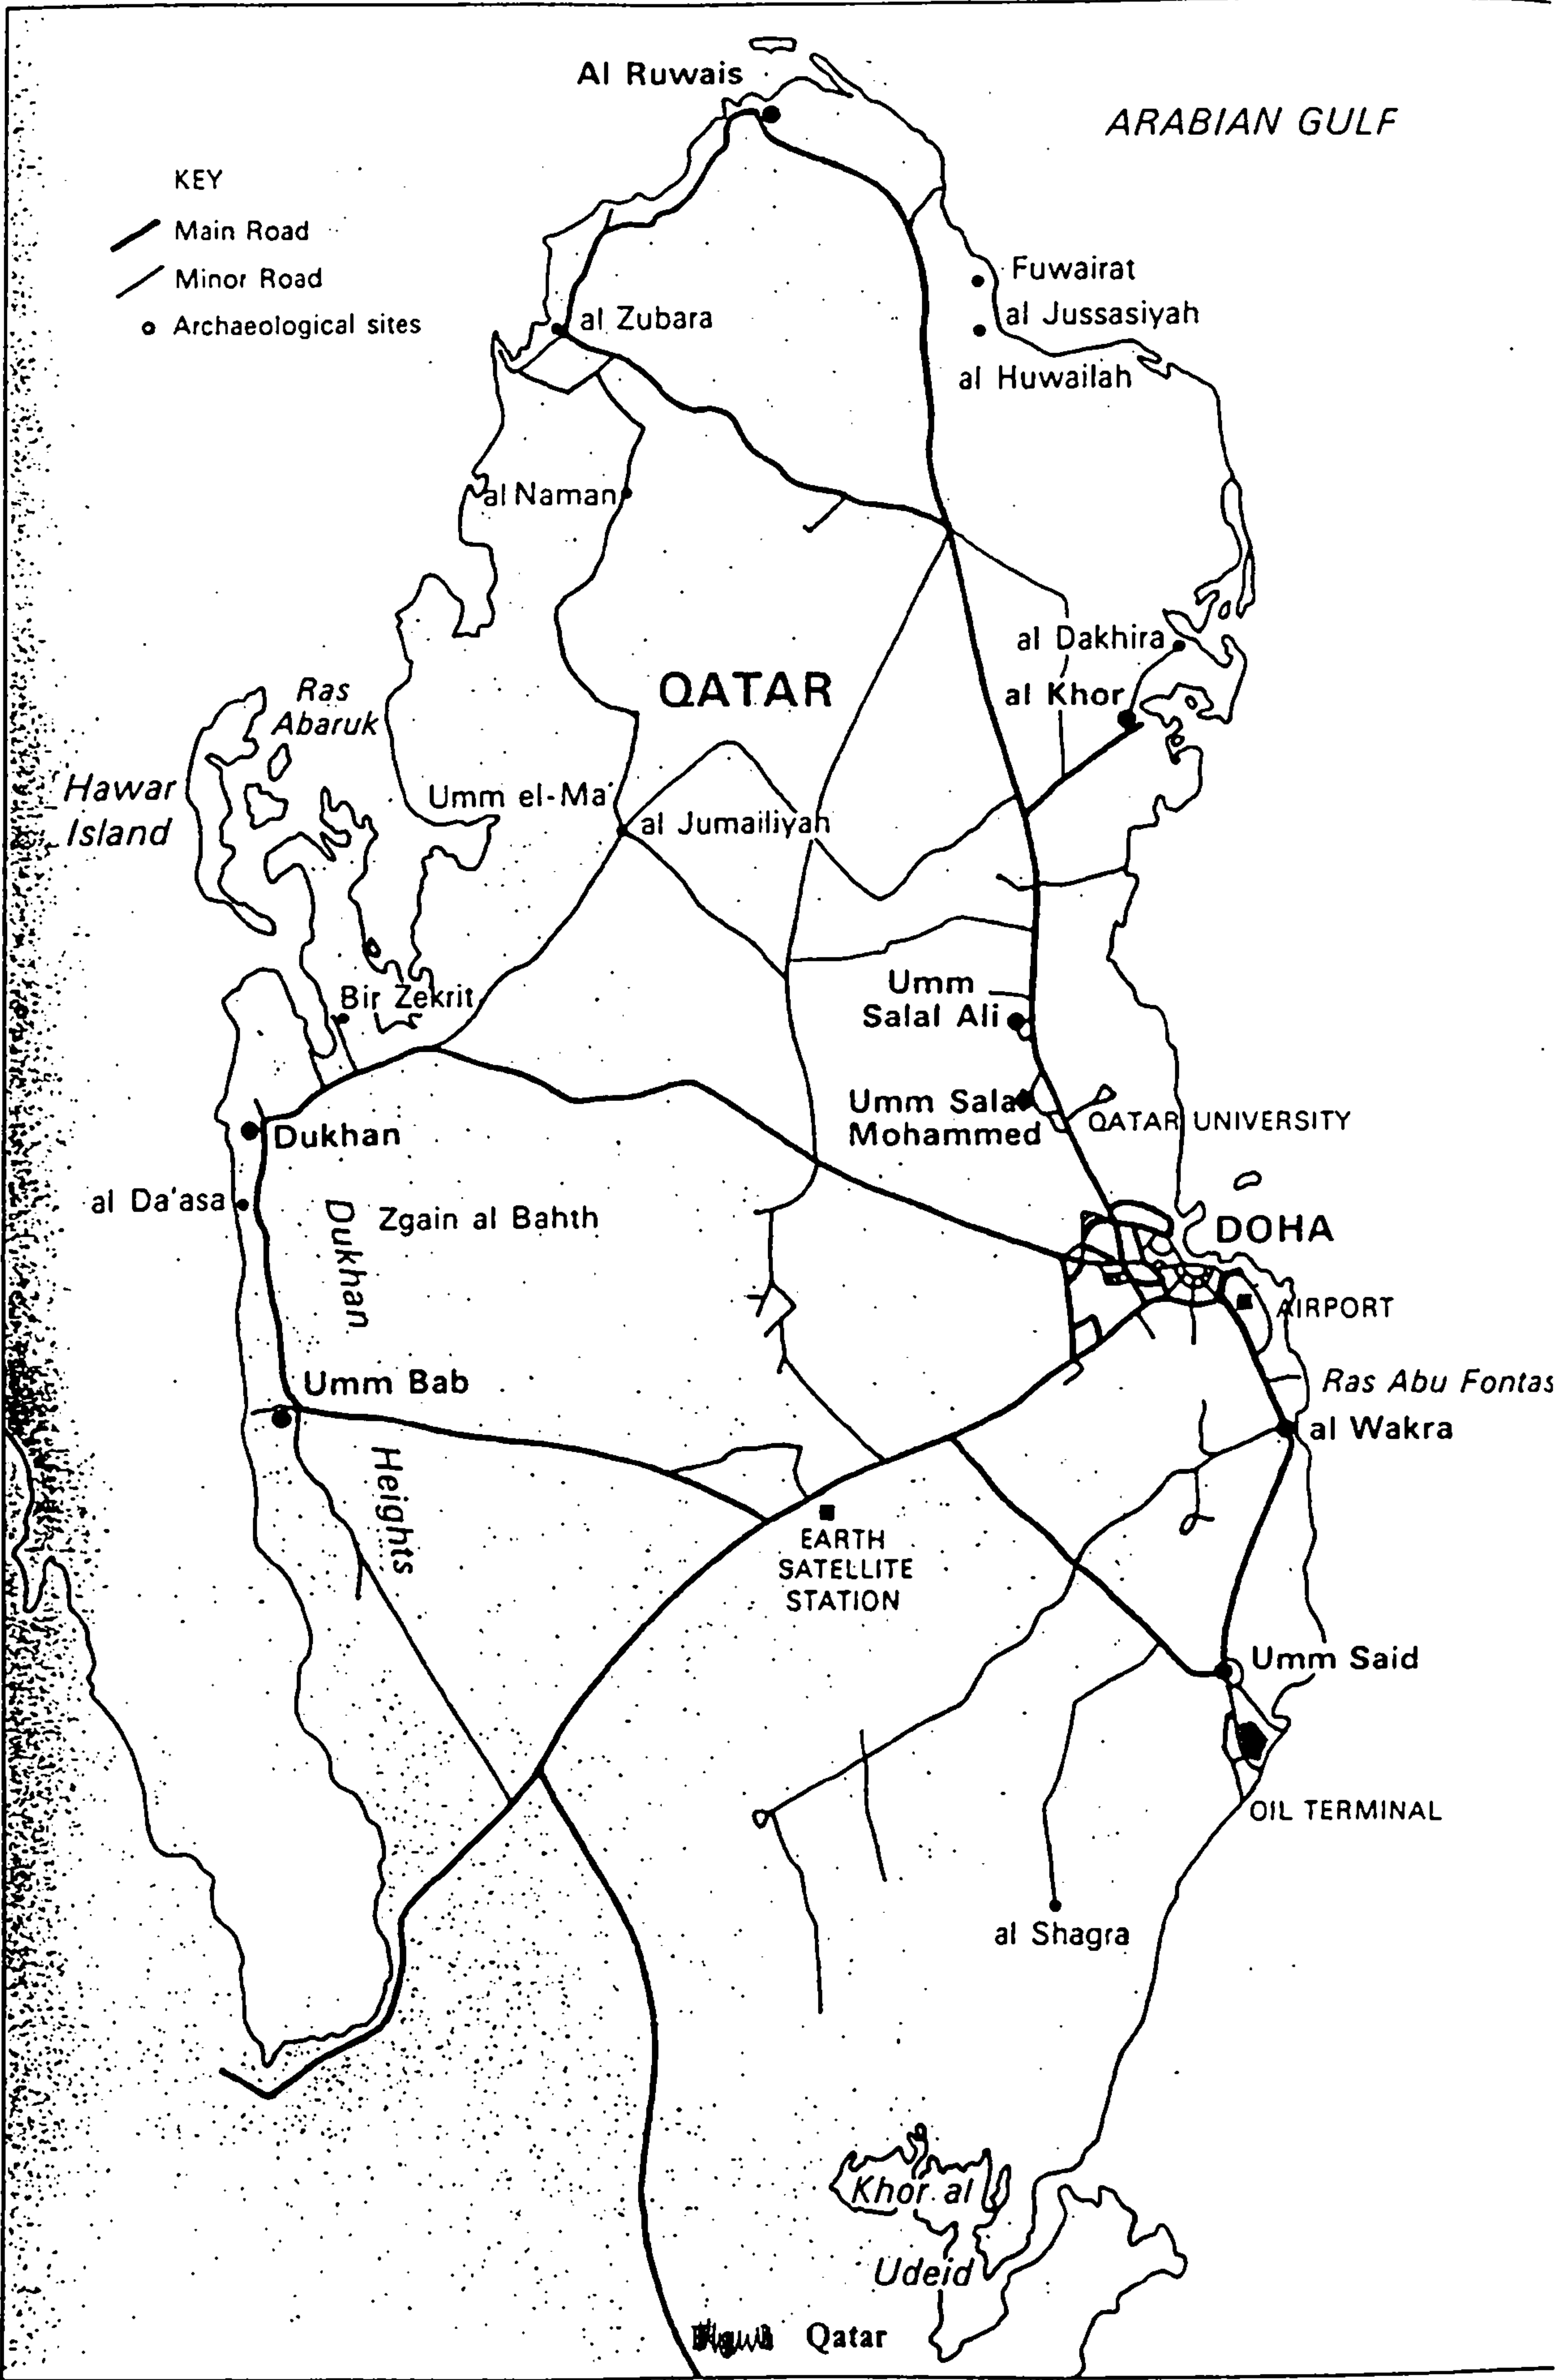 Al Ruwais
ARABIAN GULF
KEY
Main Road
Minor Road
Archaeological sites
Fuwairat
al Jussasiyah
al Zubara
al Huwailah
al Naman
al Dakhira
QATAR
al Khor
Ras
Abaruk
Hawar
Island
Umm el-Ma'
al Jumailiyah
Umm
Salal Ali
Bir Zekrit
Umm Salal
Mohammed
QATAR UNIVERSITY
Dukhan
al Da'asa
Dukhan
Heights
Zgain al Bahth
DOHA
AIRPORT
Umm Bab
Ras Abu Fontas
al Wakra
EARTH
SATELLITE
STATION
Umm Said
OIL TERMINAL
al Shagra
Khor al
Udeid
Qatar